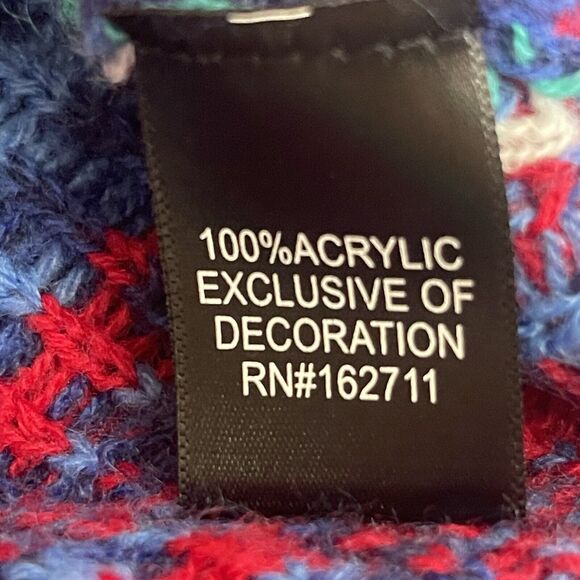 100%ACRYLIC
EXCLUSIVE OF
DECORATION
RN#162711